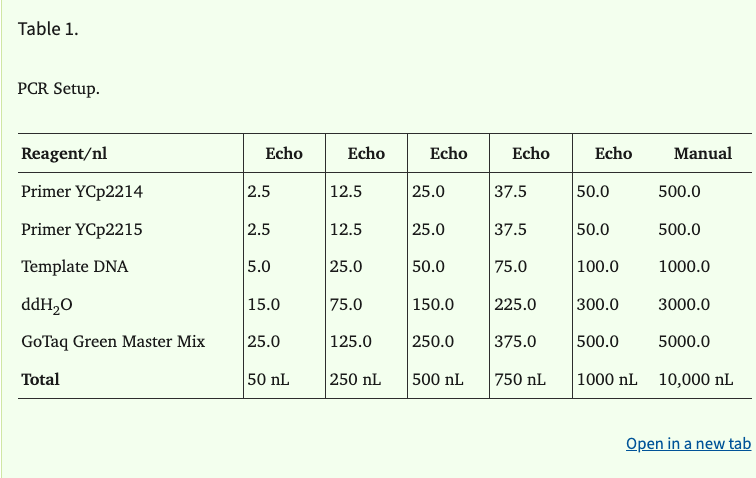 Table 1.
PCR Setup.
Reagent/nl Echo Echo Echo Echo Echo Manual
Primer YCp2214 2.5 12.5 25.0 37.5 50.0 500.0
Primer YCp2215 2.5 12.5 25.0 37.5 50.0 500.0
Template DNA 5.0 25.0 50.0 75.0 100.0 1000.0
ddH₂O 15.0 75.0 150.0 225.0 300.0 3000.0
GoTaq Green Master Mix 25.0 125.0 250.0 375.0 500.0 5000.0
Total 50 nL 250 nL 500 nL 750 nL 1000 nL 10,000 nL
Open in a new tab